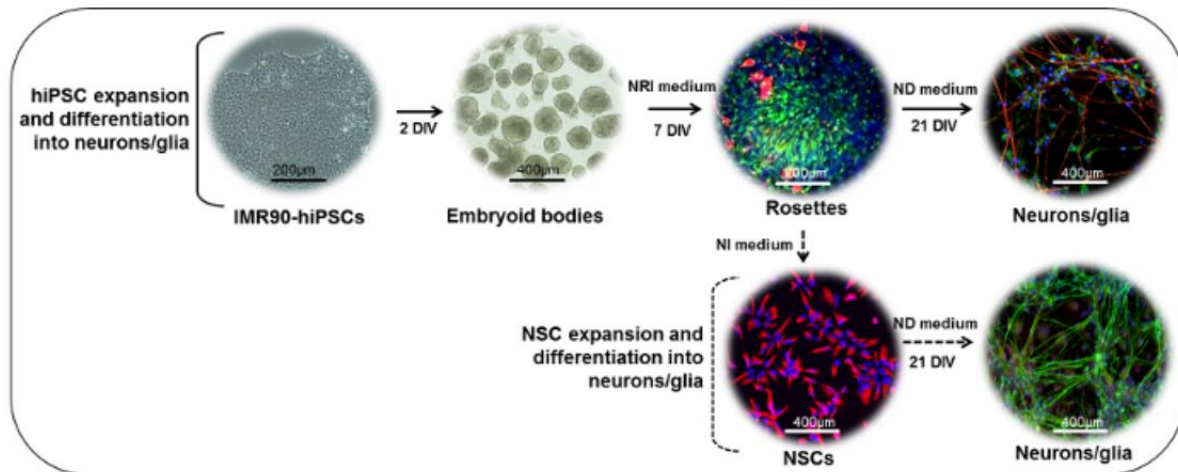 hiPSC expansion
and differentiation
into neurons/glia
200µm
IMR90-hiPSCs
2 DIV
400µm
Embryoid bodies
NRI medium
7 DIV
200µm
Rosettes
ND medium
21 DIV
400µm
Neurons/glia
NI medium
NSC expansion and
differentiation into
neurons/glia
400µm
NSCs
ND medium
21 DIV
400µm
Neurons/glia